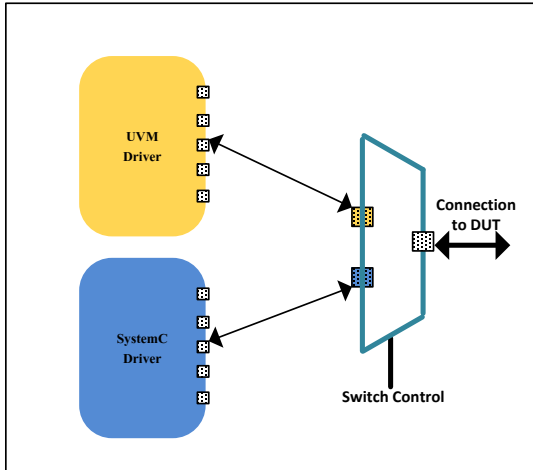 UVM
Driver
SystemC
Driver
Connection
to DUT
Switch Control